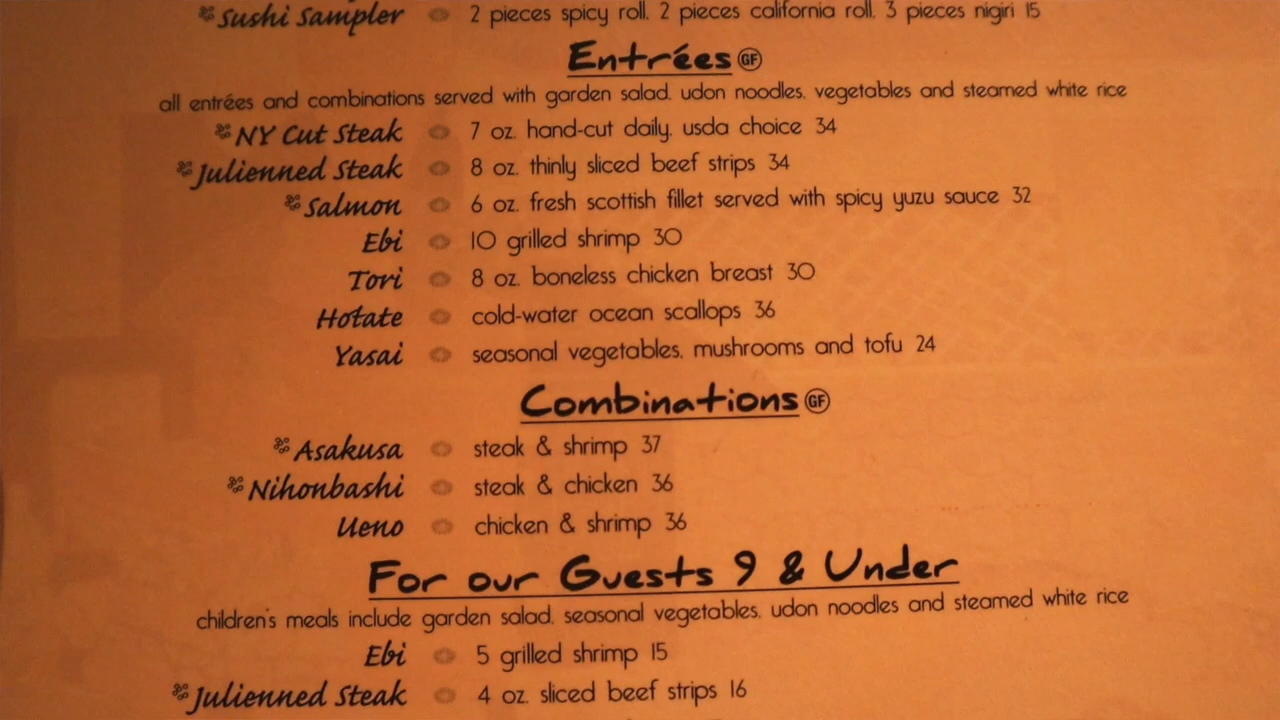 Sushi Sampler 2 pieces spicy roll, 2 pieces california roll, 3 pieces nigiri 15
Entrées GF
all entrées and combinations served with garden salad, udon noodles, vegetables and steamed white rice
NY Cut Steak 7 oz. hand-cut daily, usda choice 34
Julienned Steak 8 oz. thinly sliced beef strips 34
Salmon 6 oz. fresh scottish fillet served with spicy yuzu sauce 32
Ebi 10 grilled shrimp 30
Tori 8 oz. boneless chicken breast 30
Hotate cold-water ocean scallops 36
Yasai seasonal vegetables, mushrooms and tofu 24
Combinations GF
Asakusa steak & shrimp 37
Nihonbashi steak & chicken 36
Ueno chicken & shrimp 36
For our Guests 9 & Under
children's meals include garden salad, seasonal vegetables, udon noodles and steamed white rice
Ebi 5 grilled shrimp 15
Julienned Steak 4 oz. sliced beef strips 16